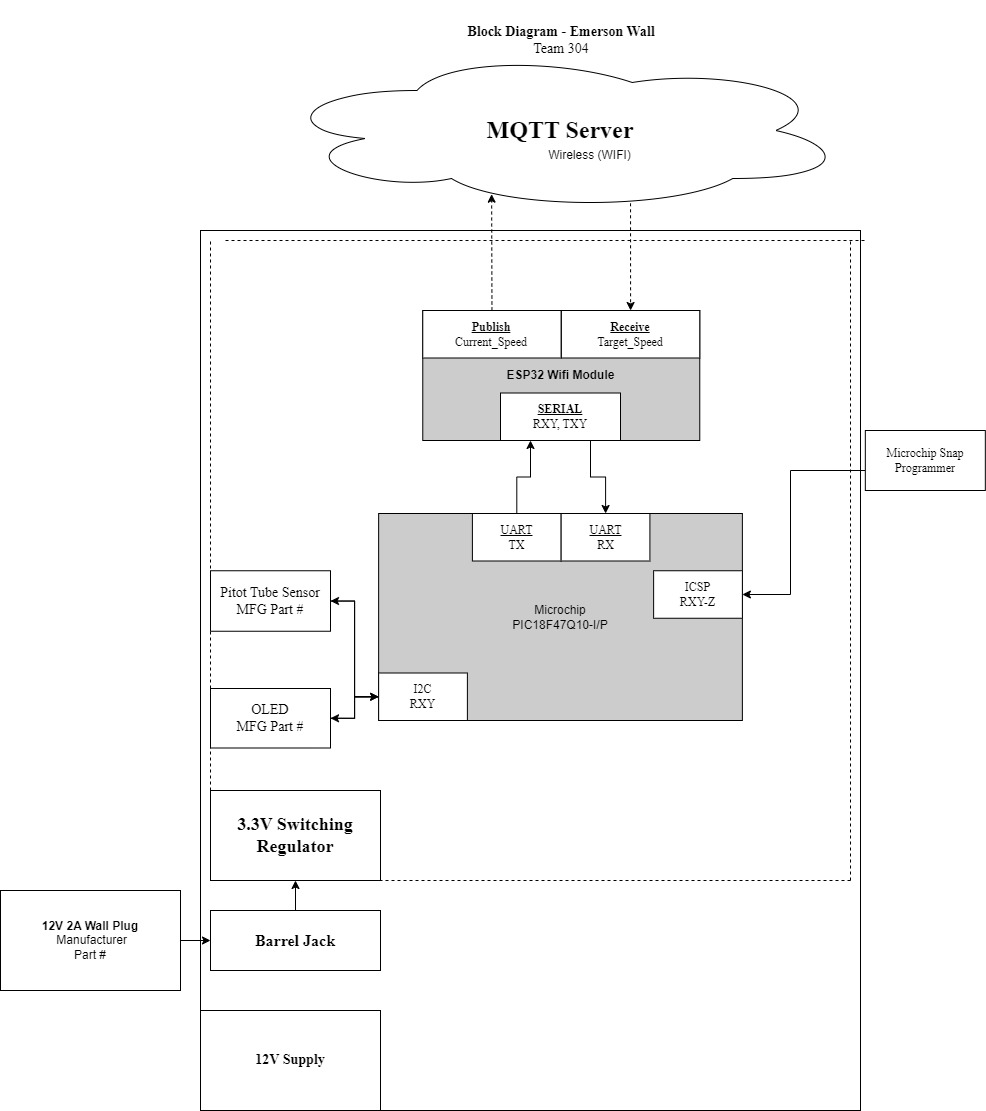 Block Diagram - Emerson Wall
Team 304
MQTT Server
Wireless (WIFI)
Publish
Current_Speed
Receive
Target_Speed
ESP32 Wifi Module
SERIAL
RXY, TXY
Microchip Snap
Programmer
UART
TX
UART
RX
ICSP
RXY-Z
Pitot Tube Sensor
MFG Part #
Microchip
PIC18F47Q10-I/P
I2C
RXY
OLED
MFG Part #
3.3V Switching
Regulator
12V 2A Wall Plug
Manufacturer
Part #
Barrel Jack
12V Supply